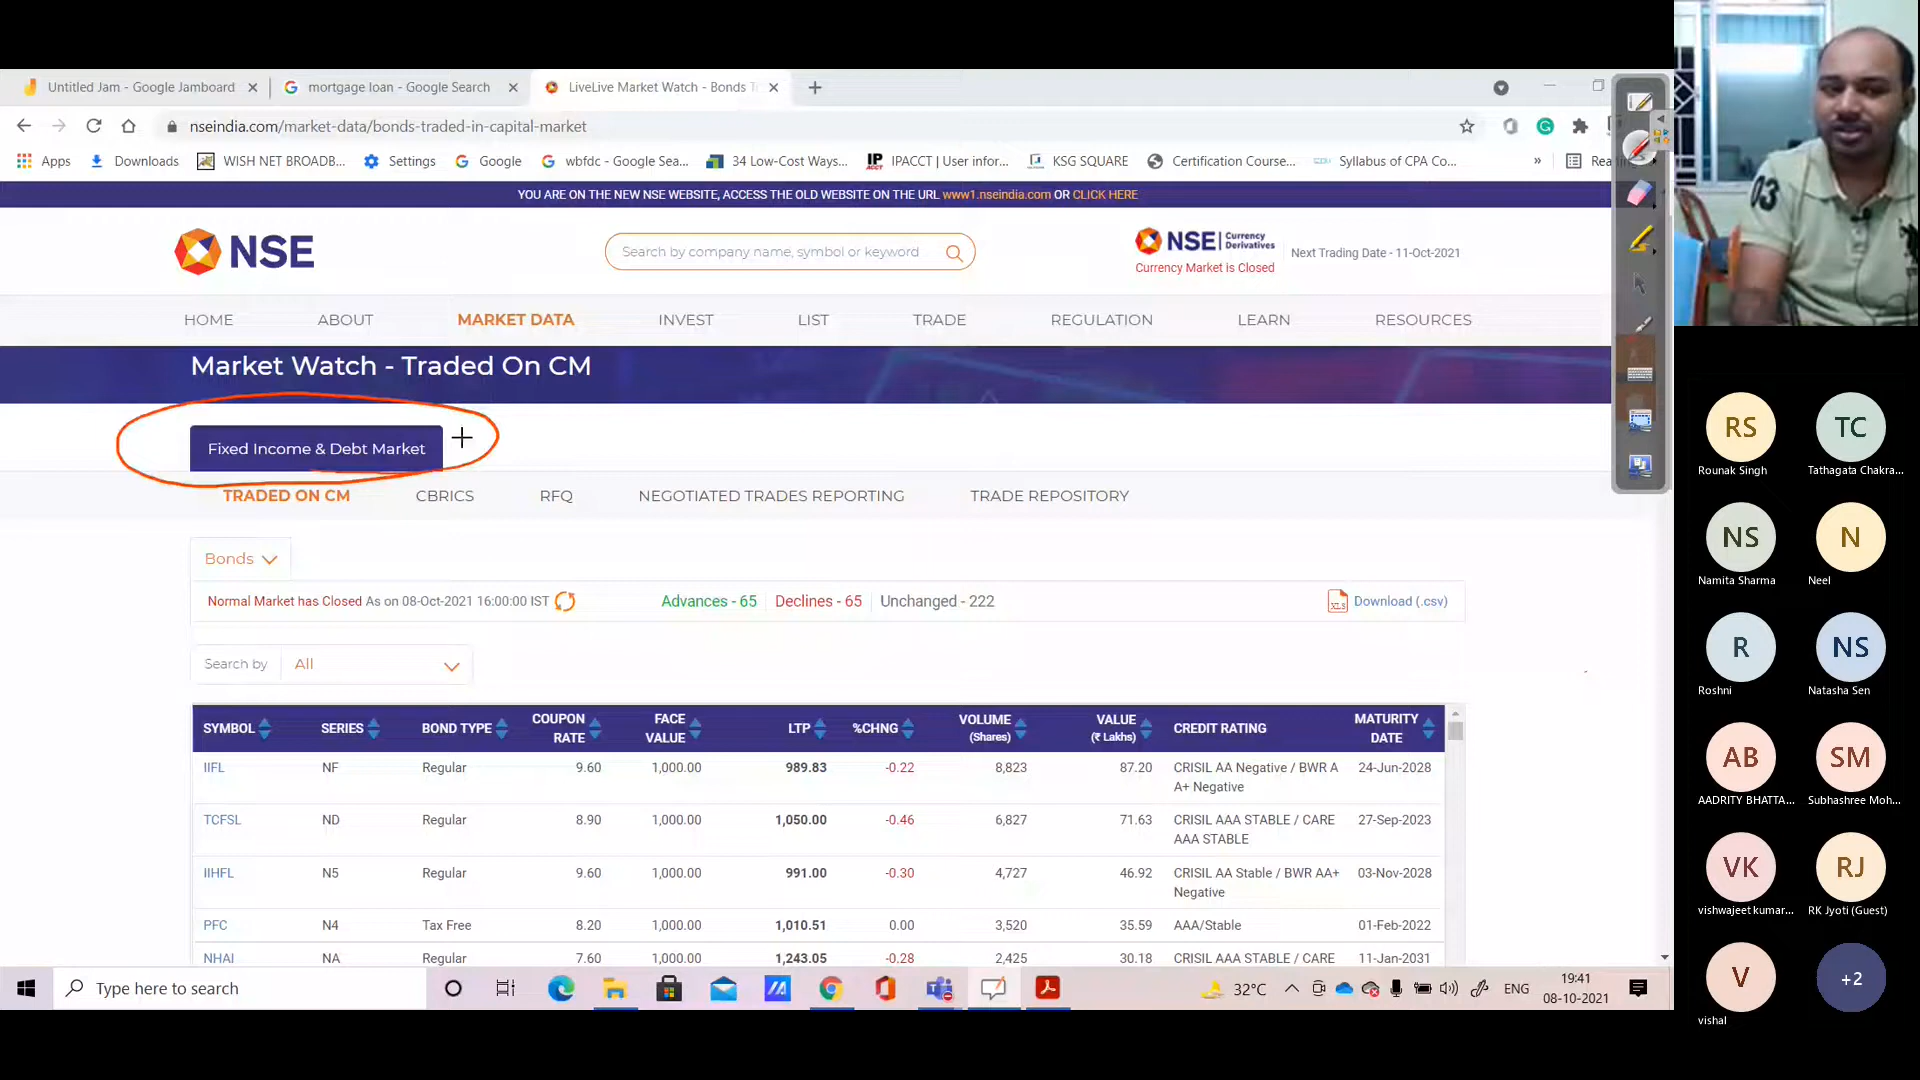 Untitled Jam - Google Jamboard
mortgage loan - Google Search
LiveLive Market Watch - Bonds T
nseindia.com/market-data/bonds-traded-in-capital-market
Apps Downloads WISH NET BROADB... Settings Google wbfdc - Google Sea... 34 Low-Cost Ways... IPACCT | User infor... KSG SQUARE Certification Course... Syllabus of CPA Co... » Rea
YOU ARE ON THE NEW NSE WEBSITE, ACCESS THE OLD WEBSITE ON THE URL www1.nseindia.com OR CLICK HERE
NSE
Search by company name, symbol or keyword
NSE Currency Derivatives
Currency Market is Closed
Next Trading Date - 11-Oct-2021
HOME ABOUT MARKET DATA INVEST LIST TRADE REGULATION LEARN RESOURCES
Market Watch - Traded On CM
Fixed Income & Debt Market
TRADED ON CM CBRICS RFQ NEGOTIATED TRADES REPORTING TRADE REPOSITORY
Bonds
Normal Market has Closed As on 08-Oct-2021 16:00:00 IST Advances - 65 Declines - 65 Unchanged - 222 XLS Download (.csv)
Search by All
SYMBOL SERIES BOND TYPE COUPON RATE FACE VALUE LTP %CHNG VOLUME (Shares) VALUE (₹ Lakhs) CREDIT RATING MATURITY DATE
IIFL NF Regular 9.60 1,000.00 989.83 -0.22 8,823 87.20 CRISIL AA Negative / BWR A 24-Jun-2028
A+ Negative
TCFSL ND Regular 8.90 1,000.00 1,050.00 -0.46 6,827 71.63 CRISIL AAA STABLE / CARE 27-Sep-2023
AAA STABLE
IIHFL N5 Regular 9.60 1,000.00 991.00 -0.30 4,727 46.92 CRISIL AA Stable / BWR AA+ 03-Nov-2028
Negative
PFC N4 Tax Free 8.20 1,000.00 1,010.51 0.00 3,520 35.59 AAA/Stable 01-Feb-2022
NHAI NA Regular 7.60 1,000.00 1,243.05 -0.28 2,425 30.18 CRISIL AAA STABLE / CARE 11-Jan-2031
Type here to search
32°C
ENG
19:41
08-10-2021
03
RS TC
Rounak Singh Tathagata Chakra...
NS N
Namita Sharma Neel
R NS
Roshni Natasha Sen
AB SM
AADRITY BHATTA... Subhashree Moh...
VK RJ
vishwajeet kumar... RK Jyoti (Guest)
V +2
vishal